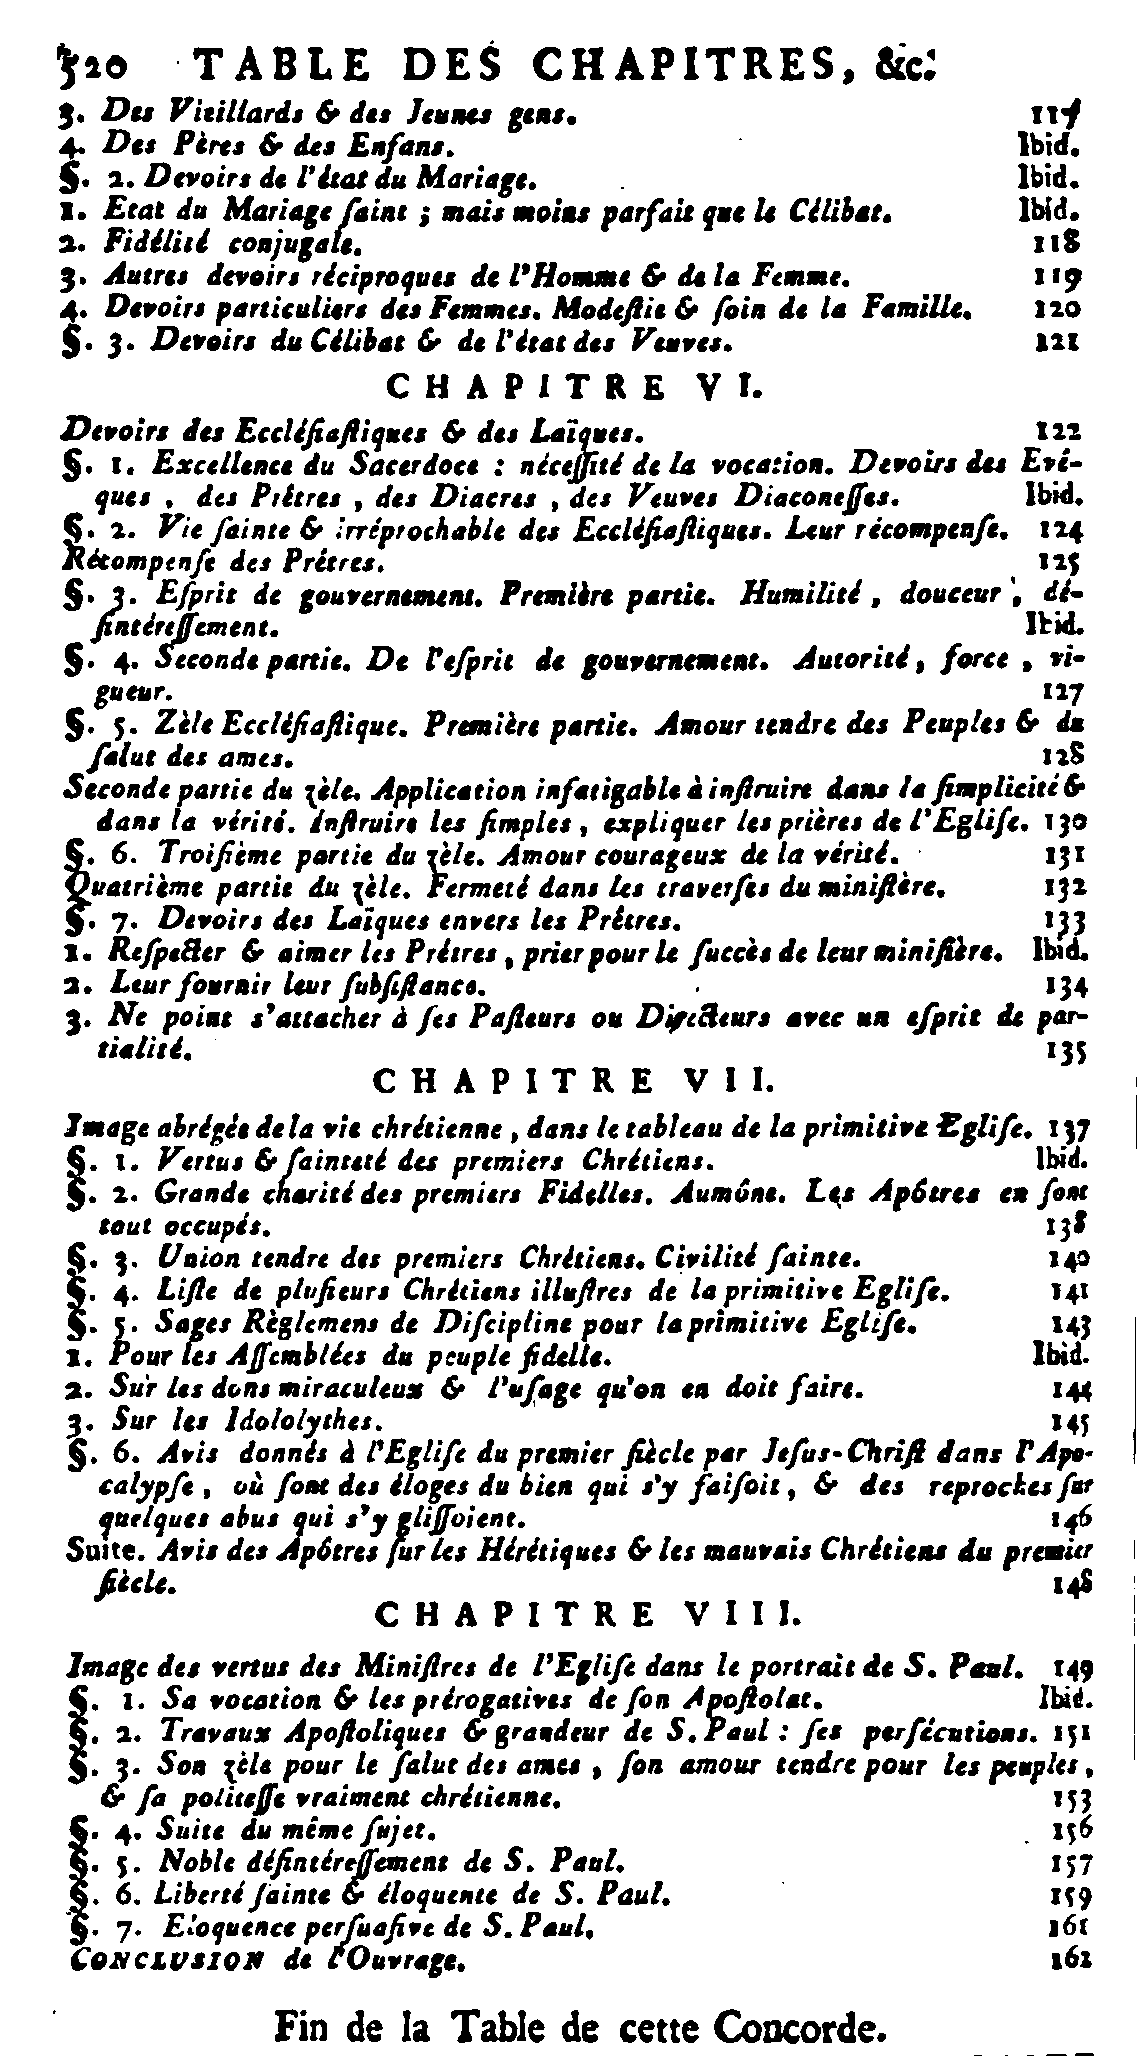 520 TABLE DES CHAPITRES, &c.
3. Des Vieillards & des Jeunes gens. 117
4. Des Pères & des Enfans. Ibid.
§. 2. Devoirs de l'état du Mariage. Ibid.
1. Etat du Mariage ſaint ; mais moins parfait que le Célibat. Ibid.
2. Fidélité conjugale. 118
3. Autres devoirs réciproques de l'Homme & de la Femme. 119
4. Devoirs particuliers des Femmes. Modeſtie & ſoin de la Famille. 120
§. 3. Devoirs du Célibat & de l'état des Veuves. 121
CHAPITRE VI.
Devoirs des Eccléſiaſtiques & des Laïques. 122
§. 1. Excellence du Sacerdoce : néceſſité de la vocation. Devoirs des Evê-
ques , des Prêtres , des Diacres , des Veuves Diaconeſſes. Ibid.
§. 2. Vie ſainte & irréprochable des Eccléſiaſtiques. Leur récompenſe. 124
Récompenſe des Prêtres. 125
§. 3. Eſprit de gouvernement. Première partie. Humilité , douceur , dé-
ſintéreſſement. Ibid.
§. 4. Seconde partie. De l'eſprit de gouvernement. Autorité , force , vi-
gueur. 127
§. 5. Zèle Eccléſiaſtique. Première partie. Amour tendre des Peuples & du
ſalut des ames. 128
Seconde partie du zèle. Application infatigable à inſtruire dans la ſimplicité &
dans la vérité. Inſtruire les ſimples , expliquer les prières de l'Egliſe. 130
§. 6. Troiſième partie du zèle. Amour courageux de la vérité. 131
Quatrième partie du zèle. Fermeté dans les traverſes du miniſtère. 132
§. 7. Devoirs des Laïques envers les Prêtres. 133
1. Reſpecter & aimer les Prêtres , prier pour le ſuccès de leur miniſtère. Ibid.
2. Leur fournir leur ſubſiſtance. 134
3. Ne point s'attacher à ſes Paſteurs ou Directeurs avec un eſprit de par-
tialité. 135
CHAPITRE VII.
Image abrégée de la vie chrétienne , dans le tableau de la primitive Egliſe. 137
§. 1. Vertus & ſainteté des premiers Chrétiens. Ibid.
§. 2. Grande charité des premiers Fidelles. Aumône. Les Apôtres en ſont
tout occupés. 138
§. 3. Union tendre des premiers Chrétiens. Civilité ſainte. 140
§. 4. Liſte de pluſieurs Chrétiens illuſtres de la primitive Egliſe. 141
§. 5. Sages Règlemens de Diſcipline pour la primitive Egliſe. 143
1. Pour les Aſſemblées du peuple fidelle. Ibid.
2. Sur les dons miraculeux & l'uſage qu'on en doit faire. 144
3. Sur les Idololythes. 145
§. 6. Avis donnés à l'Egliſe du premier ſiècle par Jeſus-Chriſt dans l'Apo-
calypſe , où ſont des éloges du bien qui s'y faiſoit , & des reproches ſur
quelques abus qui s'y gliſſoient. 146
Suite. Avis des Apôtres ſur les Hérétiques & les mauvais Chrétiens du premier
ſiècle. 148
CHAPITRE VIII.
Image des vertus des Miniſtres de l'Egliſe dans le portrait de S. Paul. 149
§. 1. Sa vocation & les prérogatives de ſon Apoſtolat. Ibid.
§. 2. Travaux Apoſtoliques & grandeur de S. Paul : ſes perſécutions. 151
§. 3. Son zèle pour le ſalut des ames , ſon amour tendre pour les peuples ,
& ſa politeſſe vraiment chrétienne. 153
§. 4. Suite du même ſujet. 156
§. 5. Noble déſintéreſſement de S. Paul. 157
§. 6. Liberté ſainte & éloquente de S. Paul. 159
§. 7. Eloquence perſuaſive de S. Paul. 161
CONCLUSION de l'Ouvrage. 162
Fin de la Table de cette Concorde.